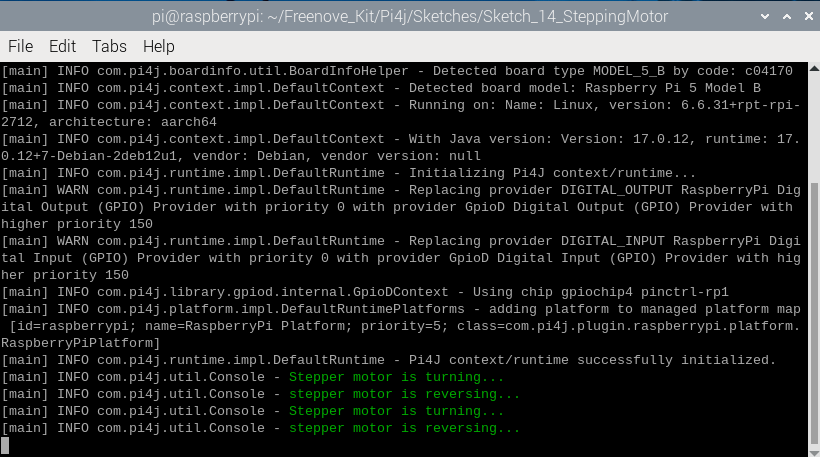 pi@raspberrypi: ~/Freenove_Kit/Pi4j/Sketches/Sketch_14_SteppingMotor
File Edit Tabs Help
[main] INFO com.pi4j.boardinfo.util.BoardInfoHelper - Detected board type MODEL_5_B by code: c04170
[main] INFO com.pi4j.context.impl.DefaultContext - Detected board model: Raspberry Pi 5 Model B
[main] INFO com.pi4j.context.impl.DefaultContext - Running on: Name: Linux, version: 6.6.31+rpt-rpi-
2712, architecture: aarch64
[main] INFO com.pi4j.context.impl.DefaultContext - With Java version: Version: 17.0.12, runtime: 17.
0.12+7-Debian-2deb12u1, vendor: Debian, vendor version: null
[main] INFO com.pi4j.runtime.impl.DefaultRuntime - Initializing Pi4J context/runtime...
[main] WARN com.pi4j.runtime.impl.DefaultRuntime - Replacing provider DIGITAL_OUTPUT RaspberryPi Dig
ital Output (GPIO) Provider with priority 0 with provider GpioD Digital Output (GPIO) Provider with
higher priority 150
[main] WARN com.pi4j.runtime.impl.DefaultRuntime - Replacing provider DIGITAL_INPUT RaspberryPi Digi
tal Input (GPIO) Provider with priority 0 with provider GpioD Digital Input (GPIO) Provider with hig
her priority 150
[main] INFO com.pi4j.library.gpiod.internal.GpioDContext - Using chip gpiochip4 pinctrl-rp1
[main] INFO com.pi4j.platform.impl.DefaultRuntimePlatforms - adding platform to managed platform map
[id=raspberrypi; name=RaspberryPi Platform; priority=5; class=com.pi4j.plugin.raspberrypi.platform.
RaspberryPiPlatform]
[main] INFO com.pi4j.runtime.impl.DefaultRuntime - Pi4J context/runtime successfully initialized.
[main] INFO com.pi4j.util.Console - Stepper motor is turning...
[main] INFO com.pi4j.util.Console - stepper motor is reversing...
[main] INFO com.pi4j.util.Console - Stepper motor is turning...
[main] INFO com.pi4j.util.Console - stepper motor is reversing...